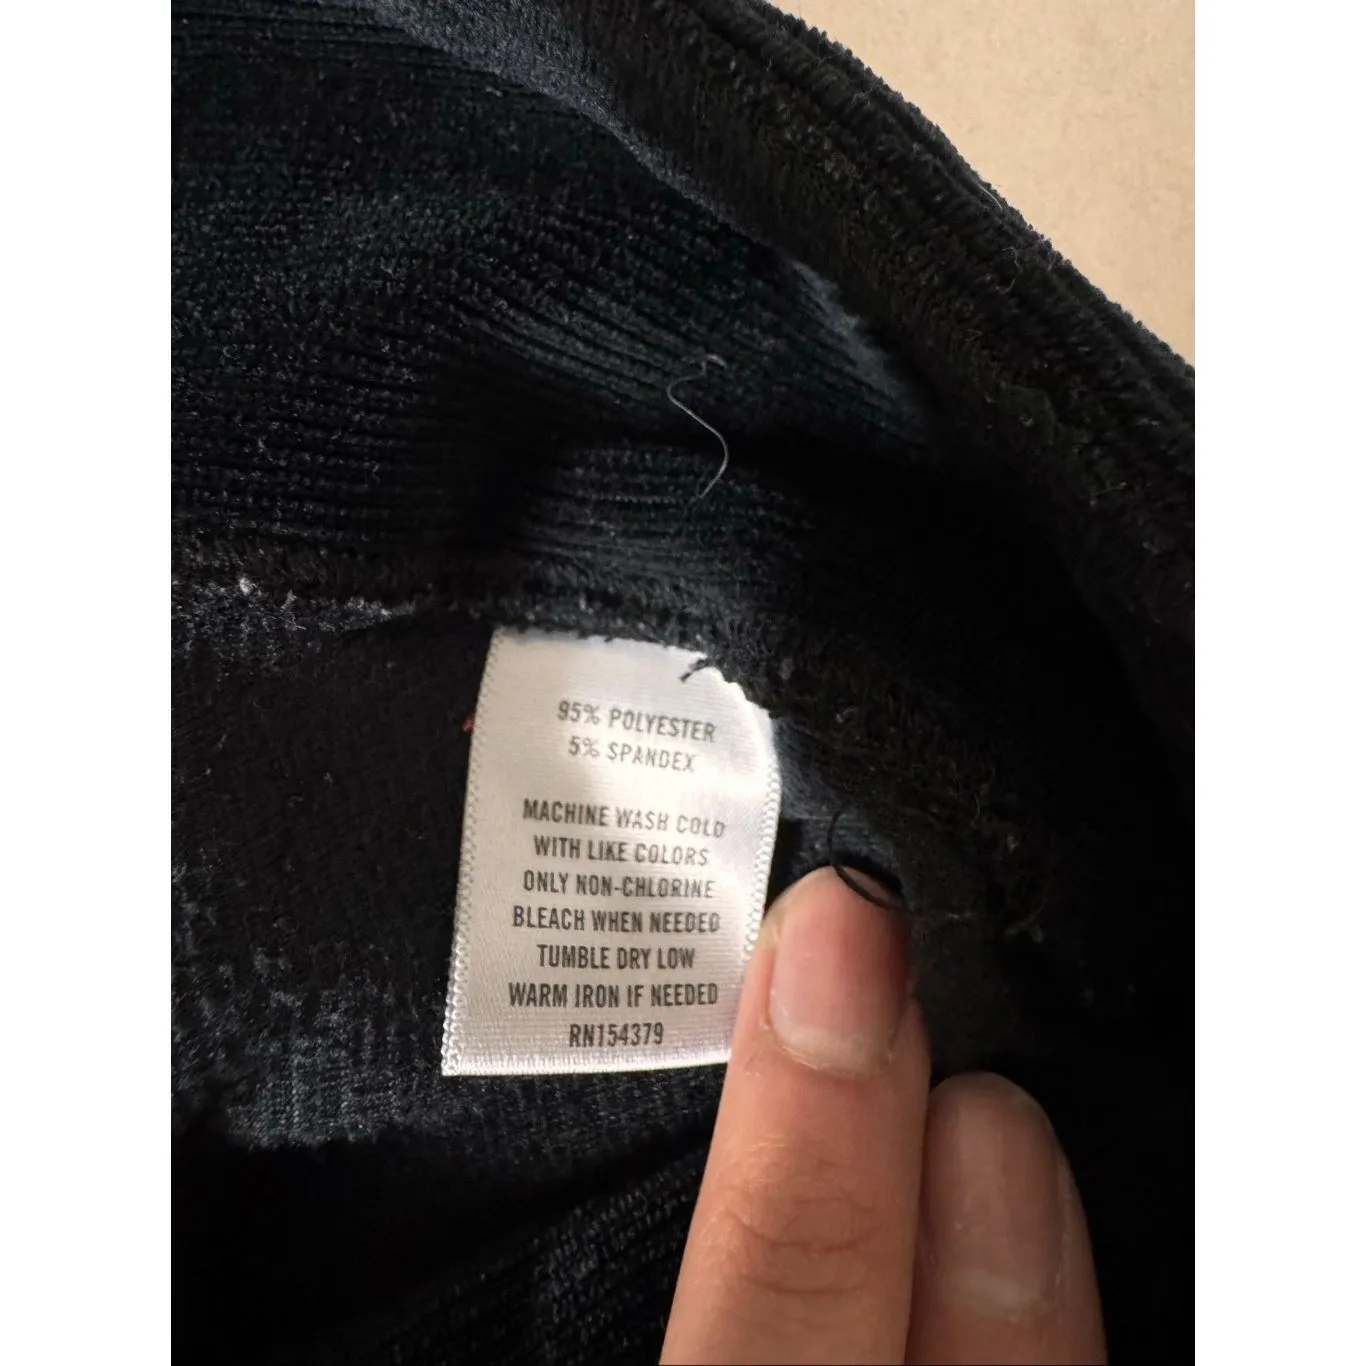 95% POLYESTER
5% SPANDEX
MACHINE WASH COLD
WITH LIKE COLORS
ONLY NON-CHLORINE
BLEACH WHEN NEEDED
TUMBLE DRY LOW
WARM IRON IF NEEDED
RN154379